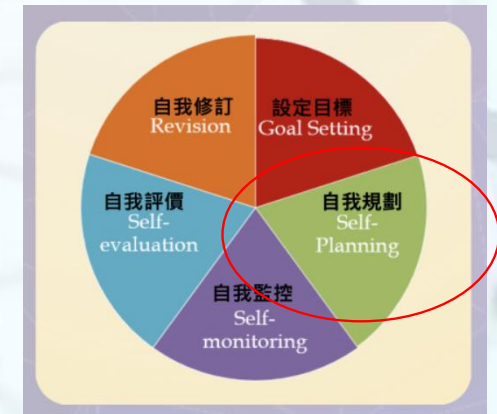 設定目標
Goal Setting
自我規劃
Self-
Planning
自我監控
Self-
monitoring
自我評價
Self-
evaluation
自我修訂
Revision